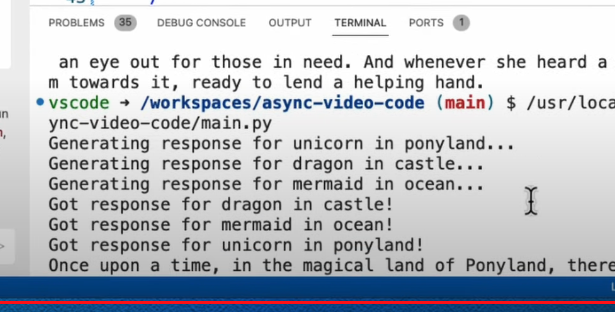 PROBLEMS 35 DEBUG CONSOLE OUTPUT TERMINAL PORTS 1
an eye out for those in need. And whenever she heard a
m towards it, ready to lend a helping hand.
vscode → /workspaces/async-video-code (main) $ /usr/loca
ync-video-code/main.py
Generating response for unicorn in ponyland...
Generating response for dragon in castle...
Generating response for mermaid in ocean...
Got response for dragon in castle!
Got response for mermaid in ocean!
Got response for unicorn in ponyland!
Once upon a time, in the magical land of Ponyland, there